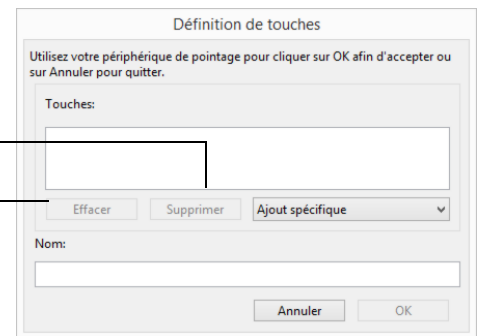 Définition de touches
Utilisez votre périphérique de pointage pour cliquer sur OK afin d'accepter ou
sur Annuler pour quitter.
Touches:
Effacer Supprimer Ajout spécifique
Nom:
Annuler OK